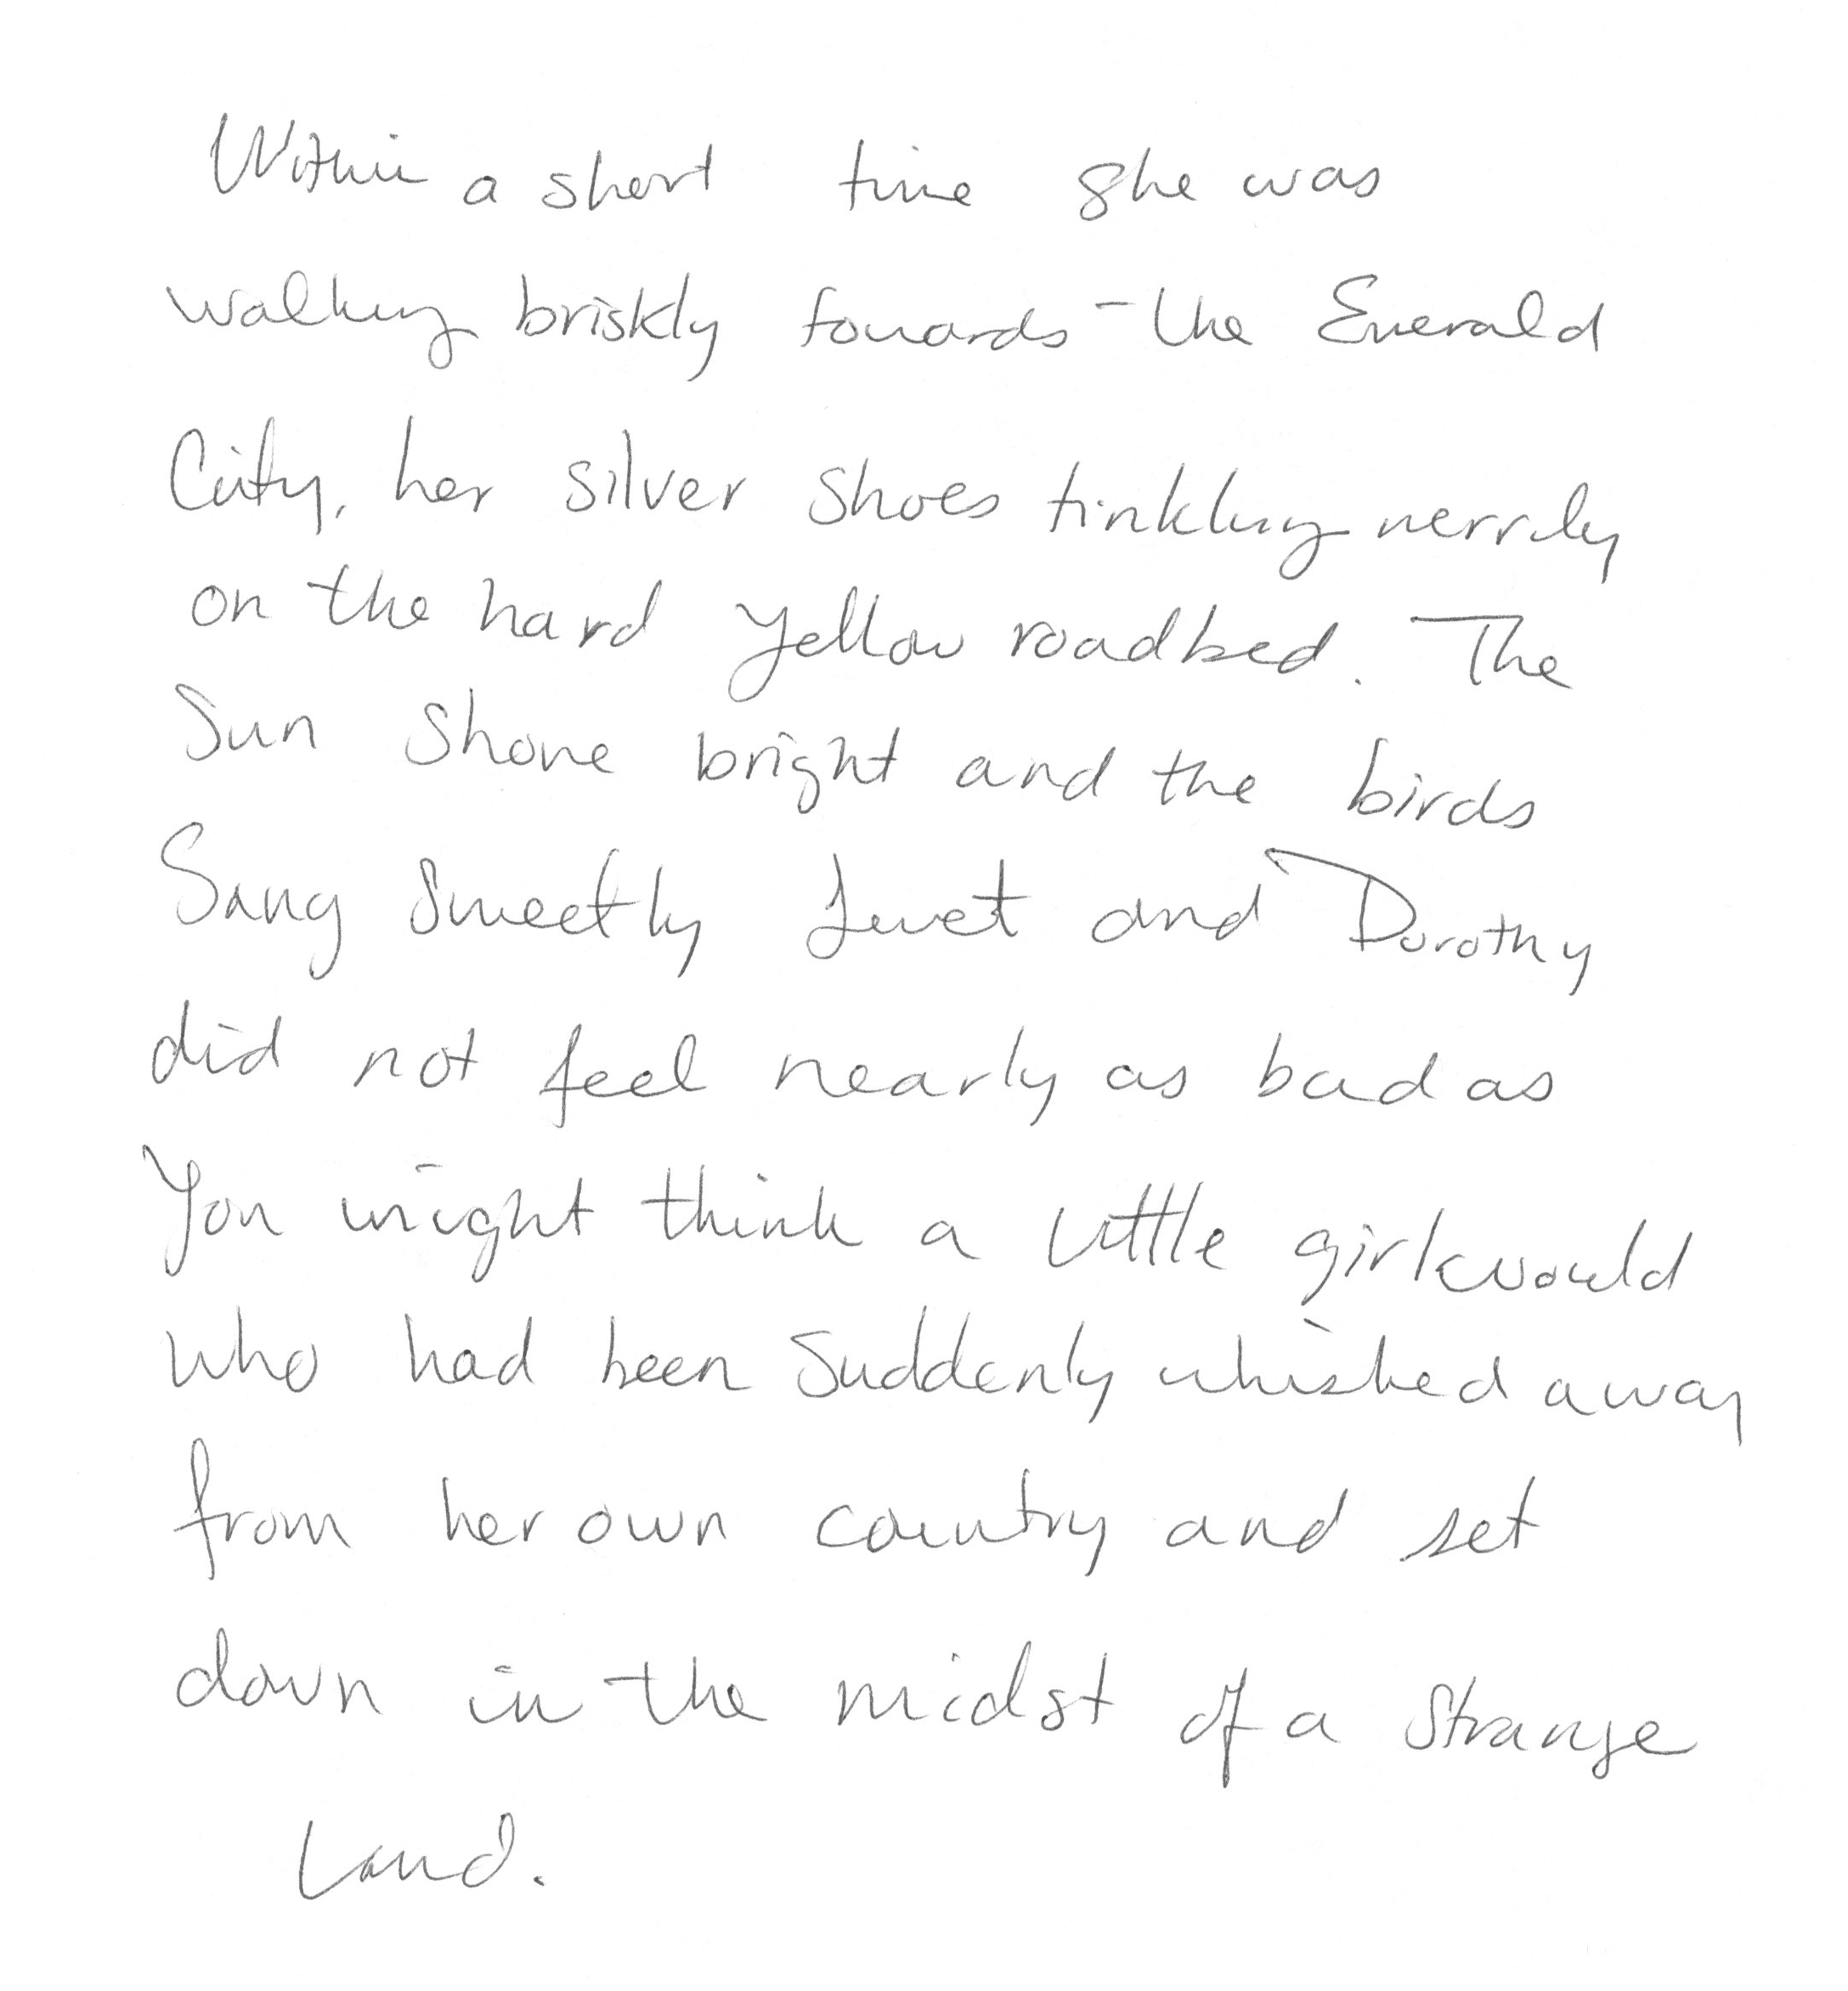 Within a short time she was
walking briskly towards the Emerald
City, her silver shoes tinkling merrily
on the hard yellow roadbed. The
Sun shone bright and the birds
Sang sweetly and Dorothy
did not feel nearly as bad as
You might think a little girl would
who had been suddenly whisked away
from her own country and set
down in the midst of a strange
Land.